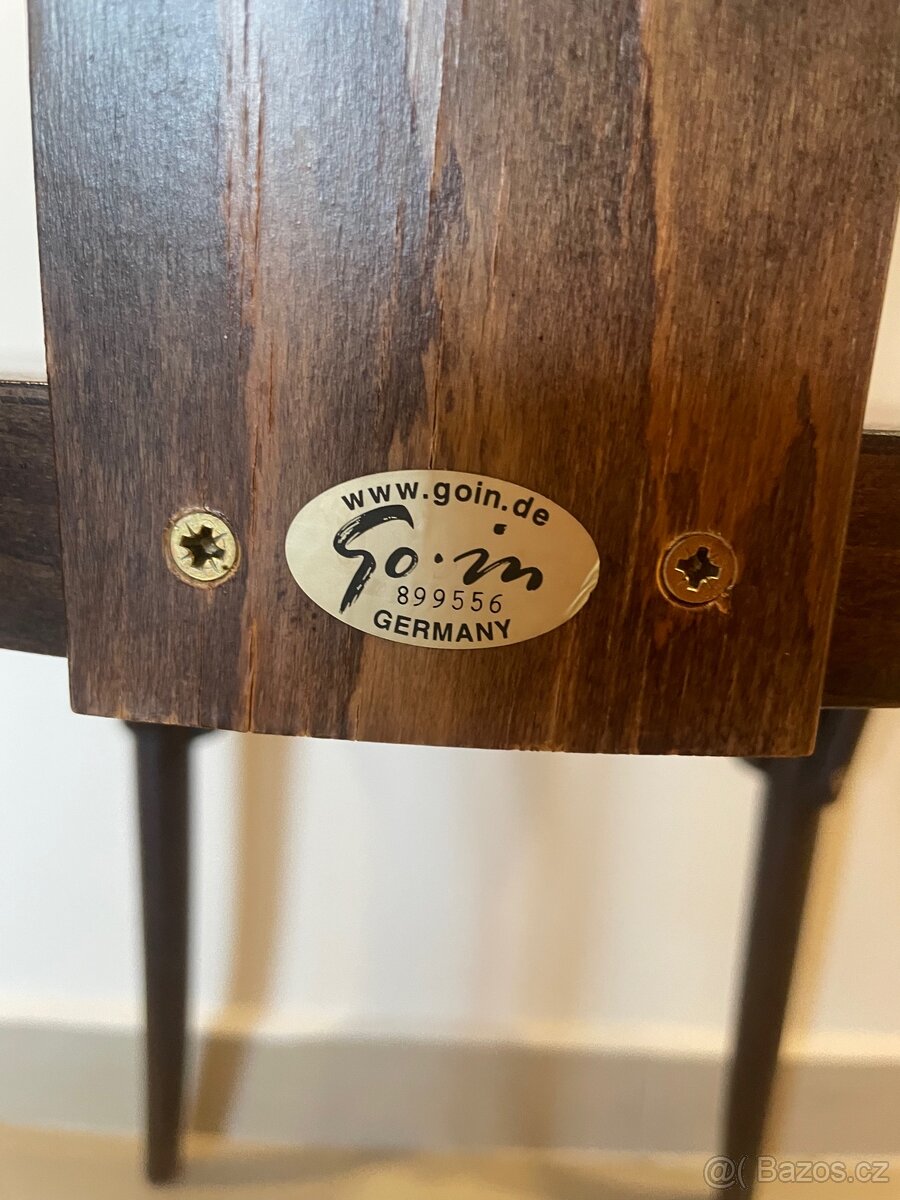 www.goin.de
Go·in
899556
GERMANY
@( Bazos.cz